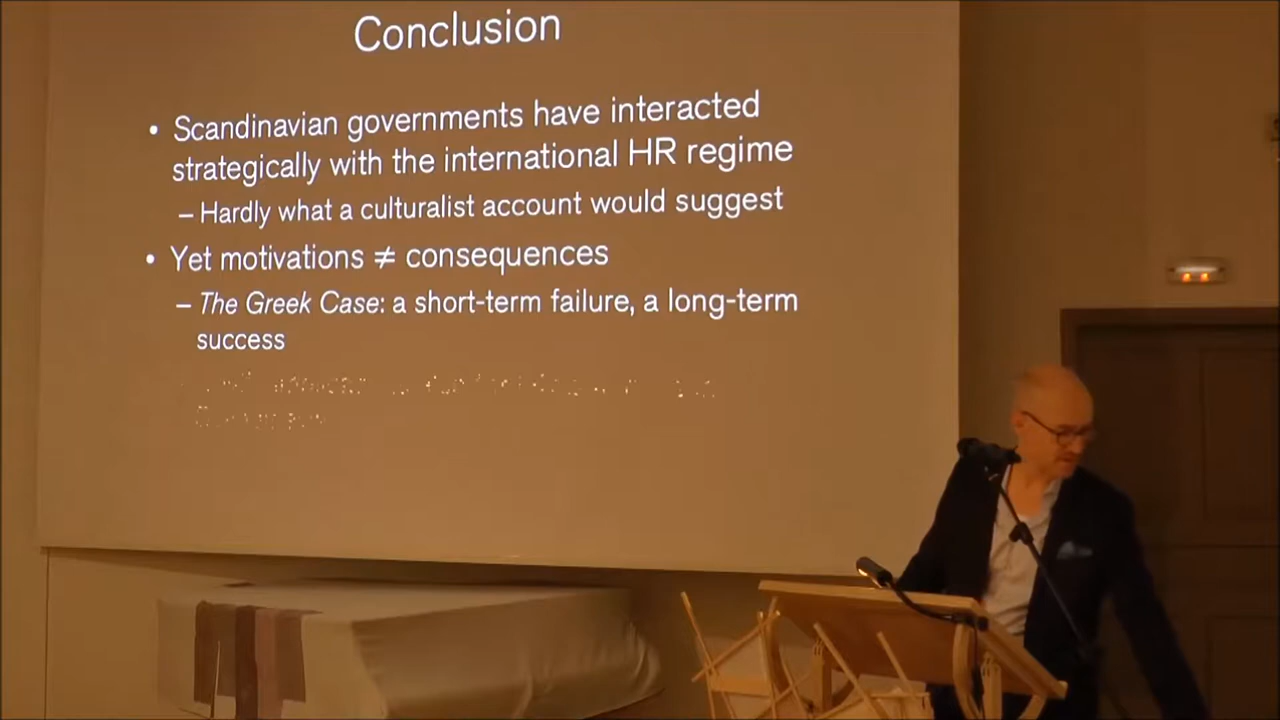 Conclusion
• Scandinavian governments have interacted
strategically with the international HR regime
– Hardly what a culturalist account would suggest
• Yet motivations ≠ consequences
– The Greek Case: a short-term failure, a long-term
success